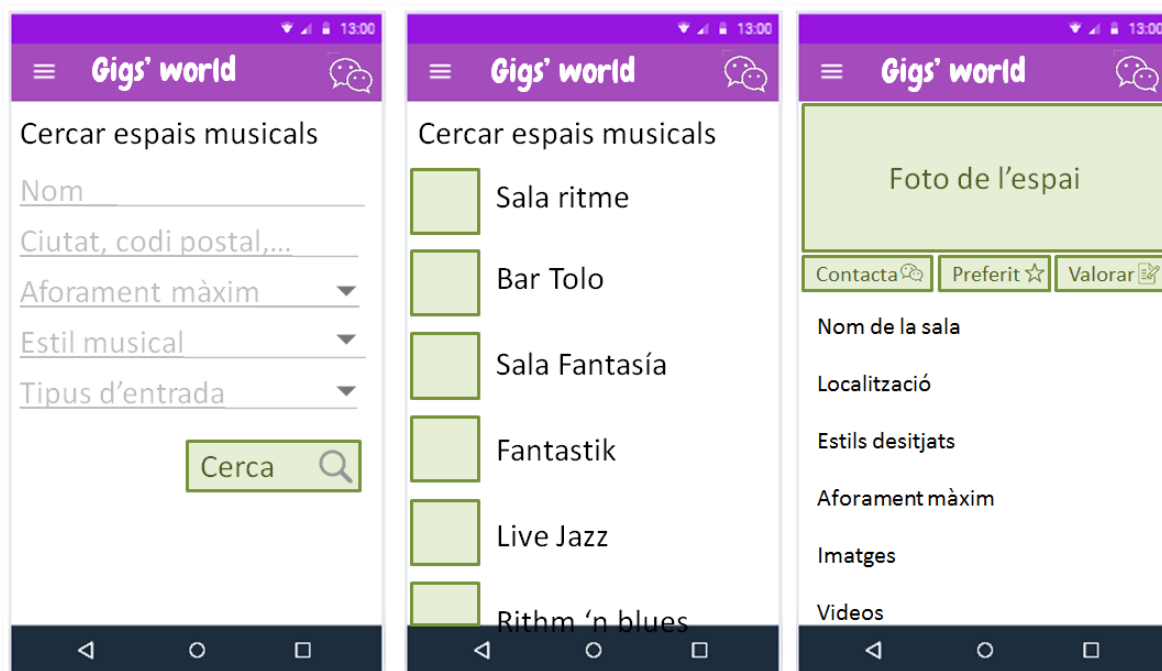 13:00
Gigs' world
Cercar espais musicals
Nom
Ciutat, codi postal,...
Aforament màxim
Estil musical
Tipus d'entrada
Cerca
13:00
Gigs' world
Cercar espais musicals
Sala ritme
Bar Tolo
Sala Fantasía
Fantastik
Live Jazz
Rithm 'n blues
13:00
Gigs' world
Foto de l'espai
Contacta Preferit Valorar
Nom de la sala
Localització
Estils desitjats
Aforament màxim
Imatges
Videos